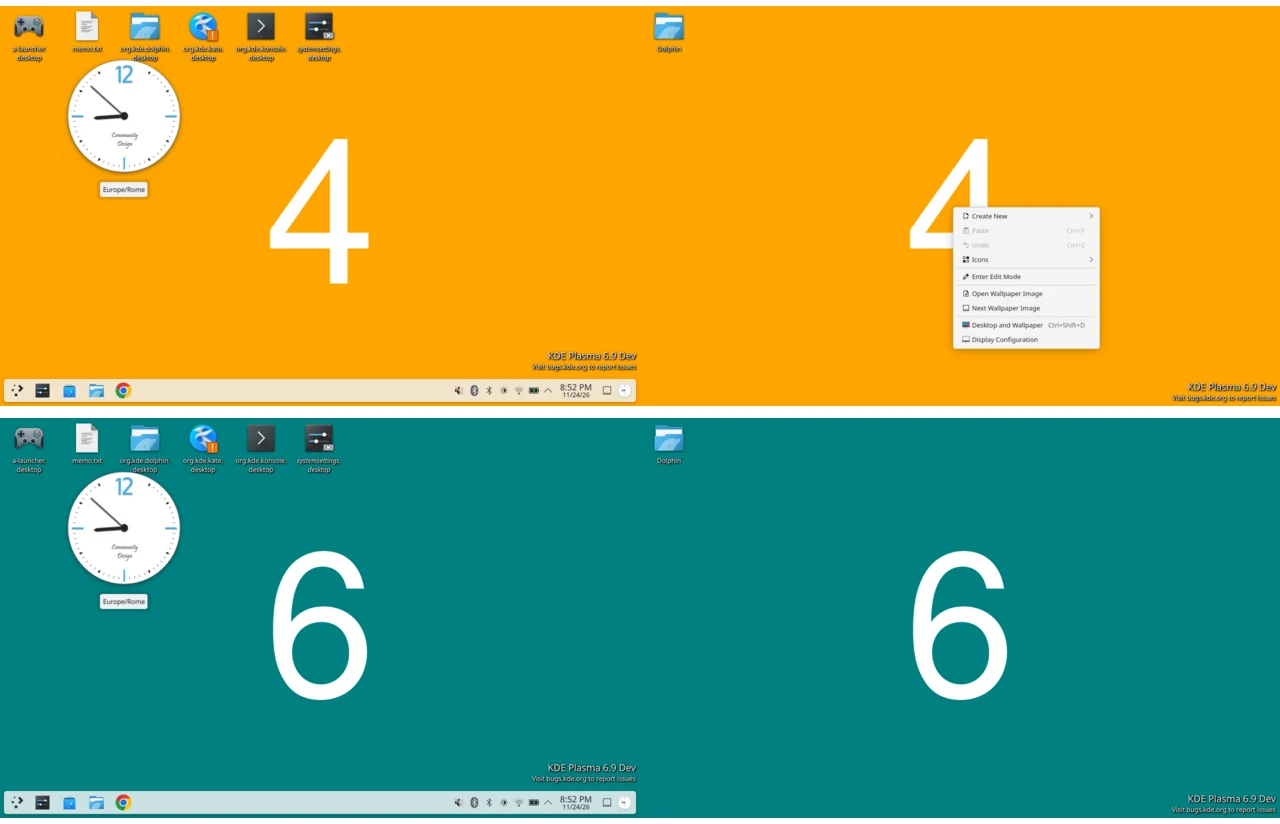 a-launcher.
desktop
memo.txt
org.kde.dolphin.
desktop
org.kde.kate.
desktop
org.kde.konsole.
desktop
systemsettings.
desktop
12
Community
Design
Europe/Rome
4
KDE Plasma 6.9 Dev
Visit bugs.kde.org to report issues
8:52 PM
11/24/26
Dolphin
4
Create New
Paste Ctrl+V
Undo Ctrl+Z
Icons
Enter Edit Mode
Open Wallpaper Image
Next Wallpaper Image
Desktop and Wallpaper Ctrl+Shift+D
Display Configuration
KDE Plasma 6.9 Dev
Visit bugs.kde.org to report issues
a-launcher.
desktop
memo.txt
org.kde.dolphin.
desktop
org.kde.kate.
desktop
org.kde.konsole.
desktop
systemsettings.
desktop
12
Community
Design
Europe/Rome
6
KDE Plasma 6.9 Dev
Visit bugs.kde.org to report issues
8:52 PM
11/24/26
Dolphin
6
KDE Plasma 6.9 Dev
Visit bugs.kde.org to report issues